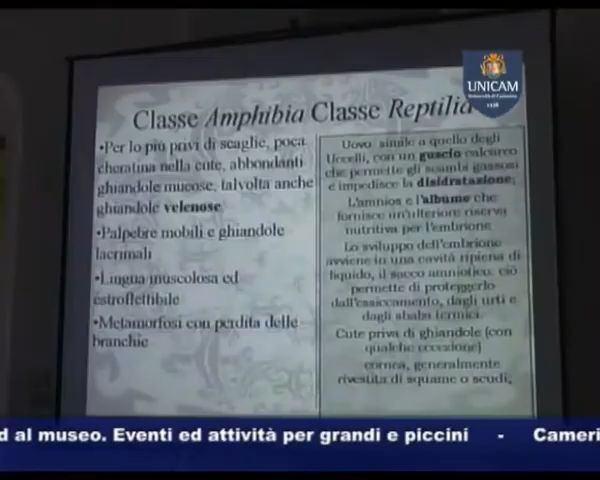 UNICAM
Università di Camerino
1336
Classe Amphibia Classe Reptilia
•Per lo più privi di scaglie, poca
cheratina nella cute, abbondanti
ghiandole mucose, talvolta anche
ghiandole velenose
•Palpebre mobili e ghiandole
lacrimali
•Lingua muscolosa ed
estroflettibile
•Metamorfosi con perdita delle
branchie
Uovo simile a quello degli
Uccelli, con un guscio calcareo
che permette gli scambi gassosi
e impedisce la disidratazione;
L'amnios e l'albume che
fornisce un'ulteriore riserva
nutritiva per l'embrione
Lo sviluppo dell'embrione
avviene in una cavità ripiena di
liquido, il sacco amniotico: ciò
permette di proteggerlo
dall'essiccamento, dagli urti e
dagli sbalzi termici.
Cute priva di ghiandole (con
qualche eccezione)
cornea, generalmente
rivestita di squame o scudi;
d al museo. Eventi ed attività per grandi e piccini - Cameri